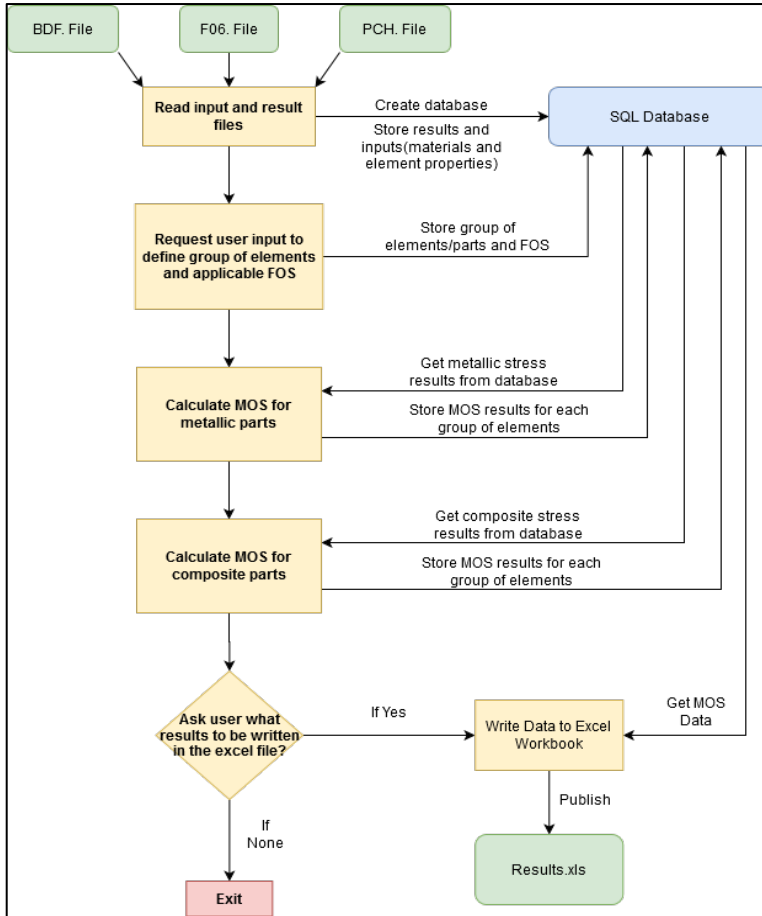 BDF. File
F06. File
PCH. File
Read input and result
files
Create database
Store results and
inputs(materials and
element properties)
SQL Database
Request user input to
define group of elements
and applicable FOS
Store group of
elements/parts and FOS
Get metallic stress
results from database
Calculate MOS for
metallic parts
Store MOS results for each
group of elements
Get composite stress
results from database
Calculate MOS for
composite parts
Store MOS results for each
group of elements
Ask user what
results to be written
in the excel file?
If Yes
Write Data to Excel
Workbook
Get MOS
Data
If
None
Publish
Exit
Results.xls